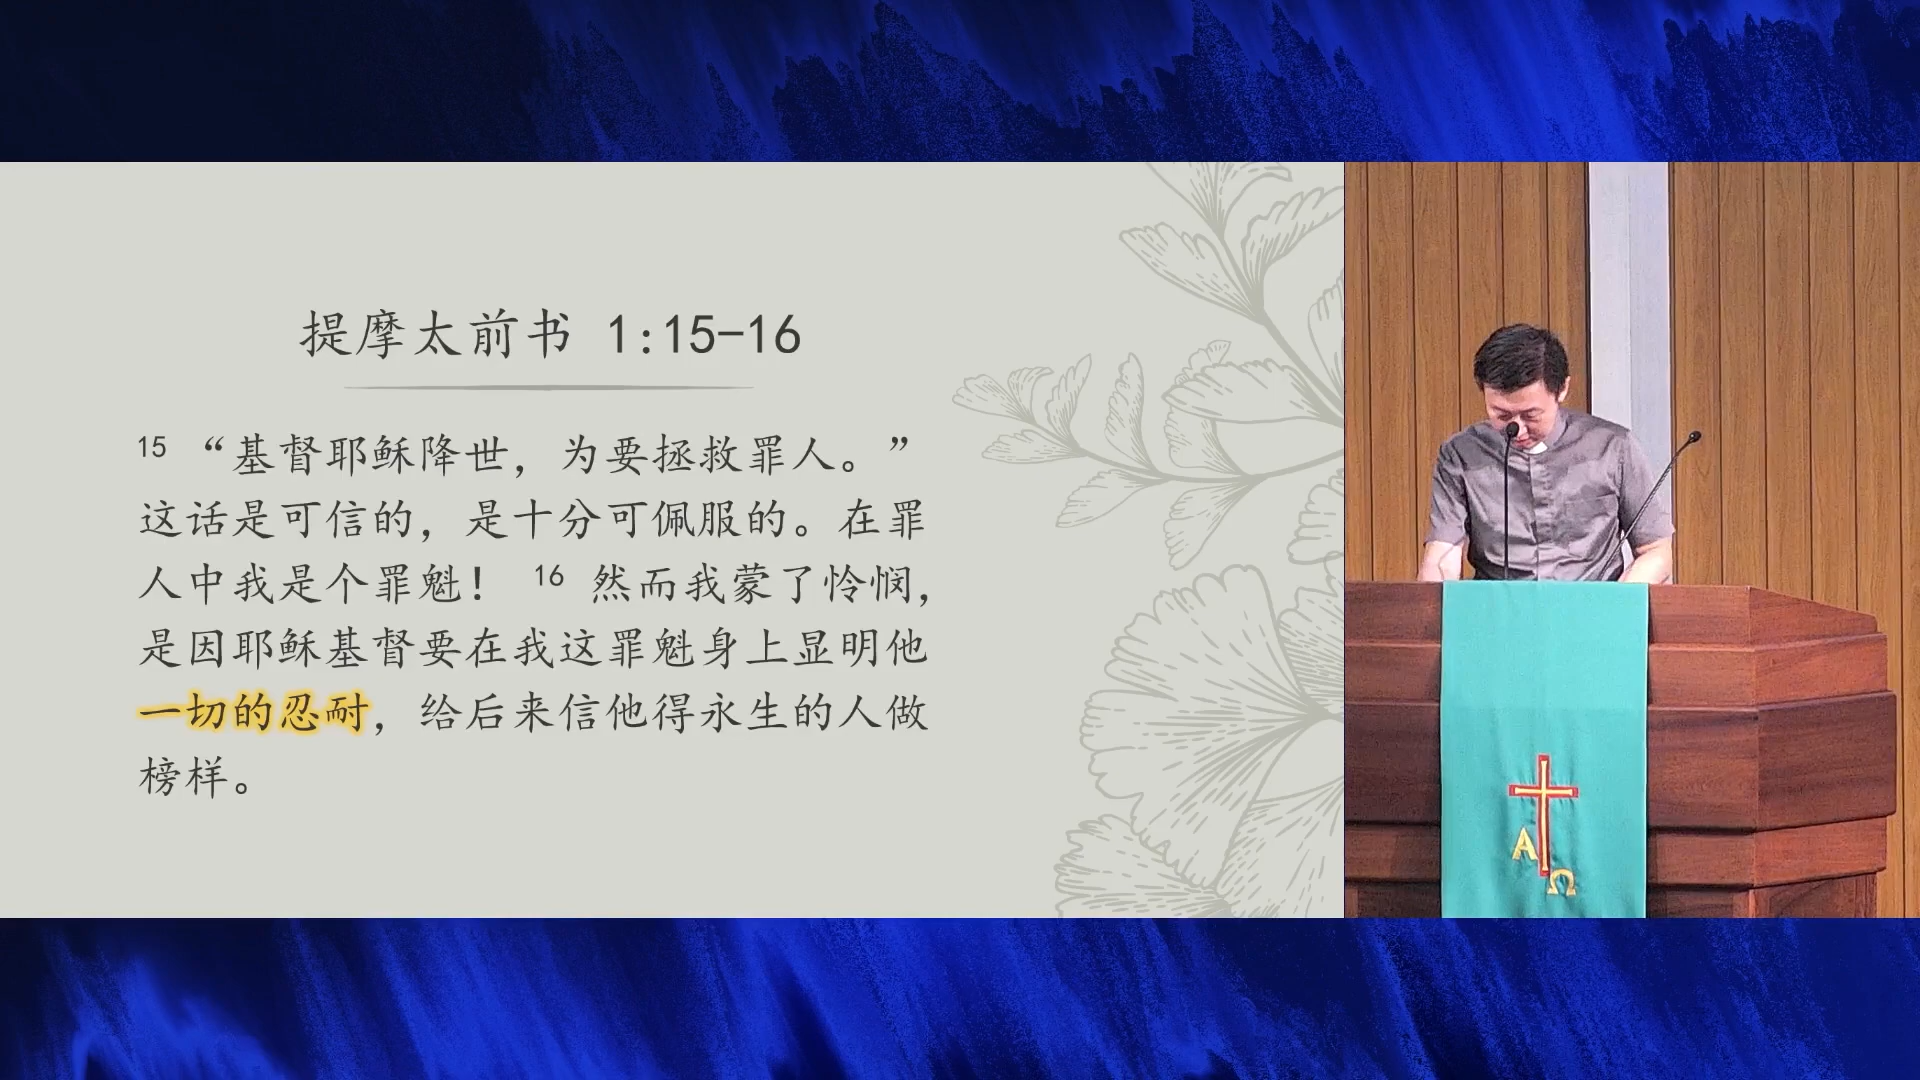 提摩太前书 1:15-16
15 “基督耶稣降世，为要拯救罪人。”
这话是可信的，是十分可佩服的。在罪
人中我是个罪魁！ 16 然而我蒙了怜悯，
是因耶稣基督要在我这罪魁身上显明他
一切的忍耐，给后来信他得永生的人做
榜样。
Α
Ω